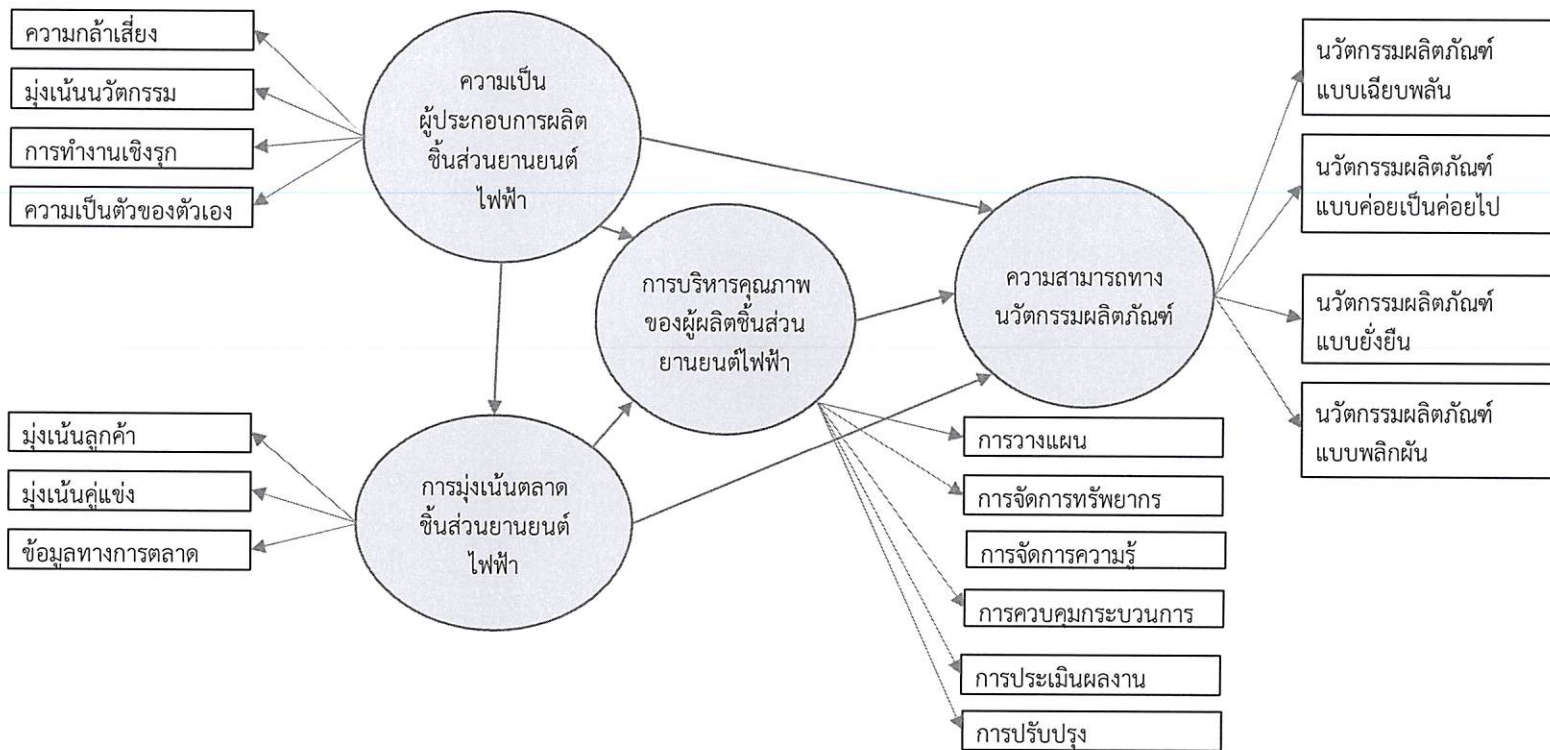 ความกล้าเสี่ยง
มุ่งเน้นนวัตกรรม
การทำงานเชิงรุก
ความเป็นตัวของตัวเอง
ความเป็น
ผู้ประกอบการผลิต
ชิ้นส่วนยานยนต์
ไฟฟ้า
การบริหารคุณภาพ
ของผู้ผลิตชิ้นส่วน
ยานยนต์ไฟฟ้า
ความสามารถทาง
นวัตกรรมผลิตภัณฑ์
นวัตกรรมผลิตภัณฑ์
แบบเฉียบพลัน
นวัตกรรมผลิตภัณฑ์
แบบค่อยเป็นค่อยไป
นวัตกรรมผลิตภัณฑ์
แบบยั่งยืน
นวัตกรรมผลิตภัณฑ์
แบบพลิกผัน
มุ่งเน้นลูกค้า
มุ่งเน้นคู่แข่ง
ข้อมูลทางการตลาด
การมุ่งเน้นตลาด
ชิ้นส่วนยานยนต์
ไฟฟ้า
การวางแผน
การจัดการทรัพยากร
การจัดการความรู้
การควบคุมกระบวนการ
การประเมินผลงาน
การปรับปรุง